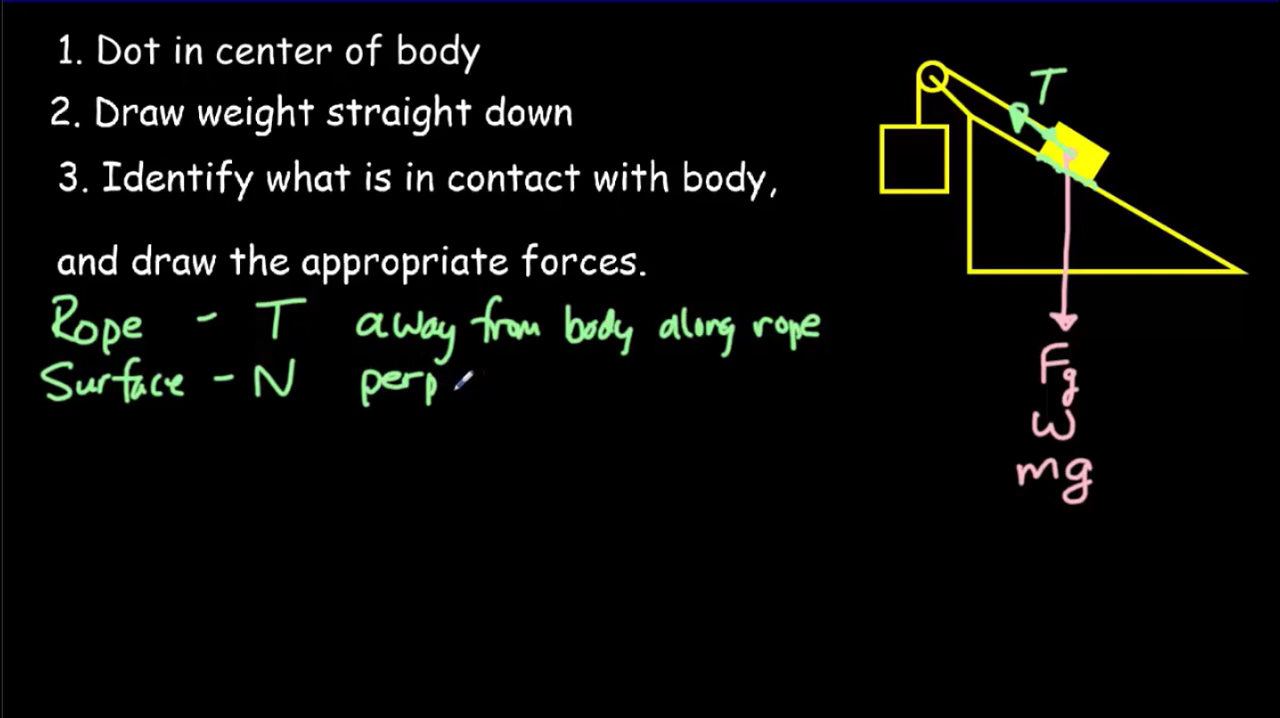 1. Dot in center of body
2. Draw weight straight down
3. Identify what is in contact with body,
and draw the appropriate forces.
Rope - T away from body along rope
Surface - N perp
T
Fg
W
mg